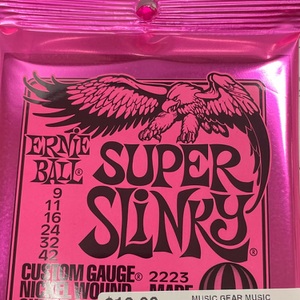 ERNIE
BALL®
SUPER
SLINKY®
9
11
16
24
32
42
CUSTOM GAUGE® 2223
NICKEL WOUND MADE
MUSIC GEAR MUSIC